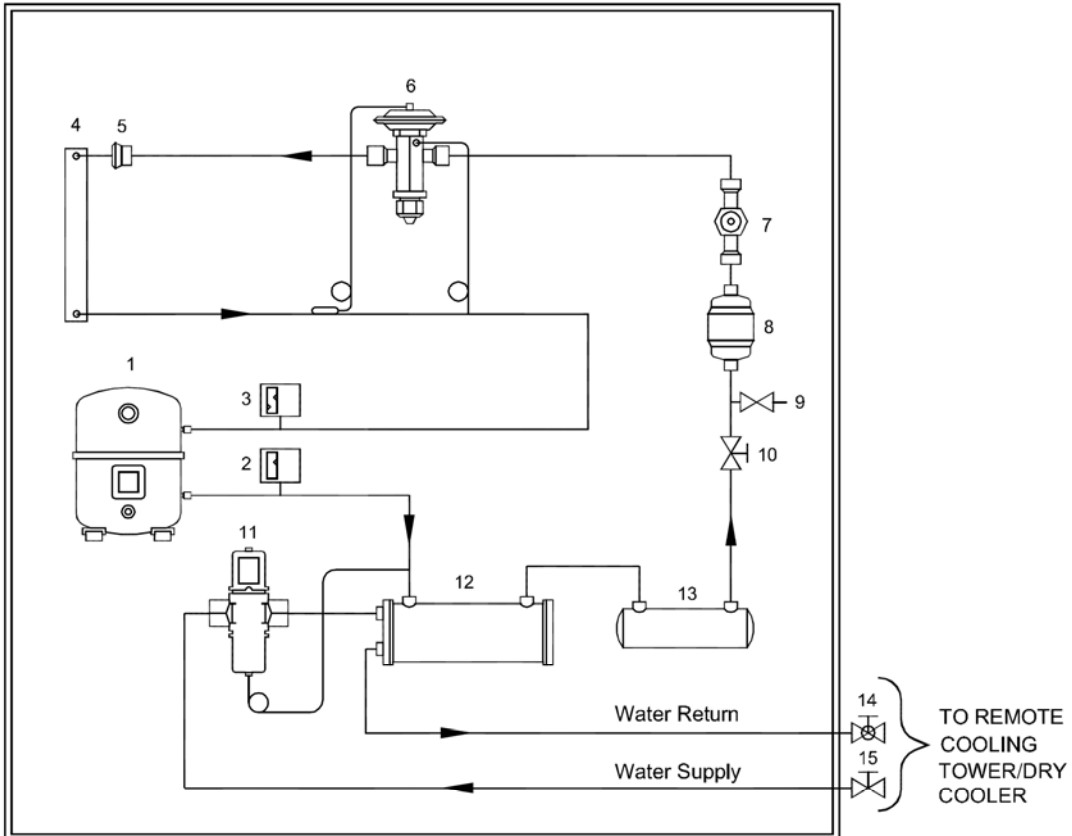 6
4
5
7
8
1
3
9
2
10
11
12
13
Water Return
14
Water Supply
15
TO REMOTE
COOLING
TOWER/DRY
COOLER